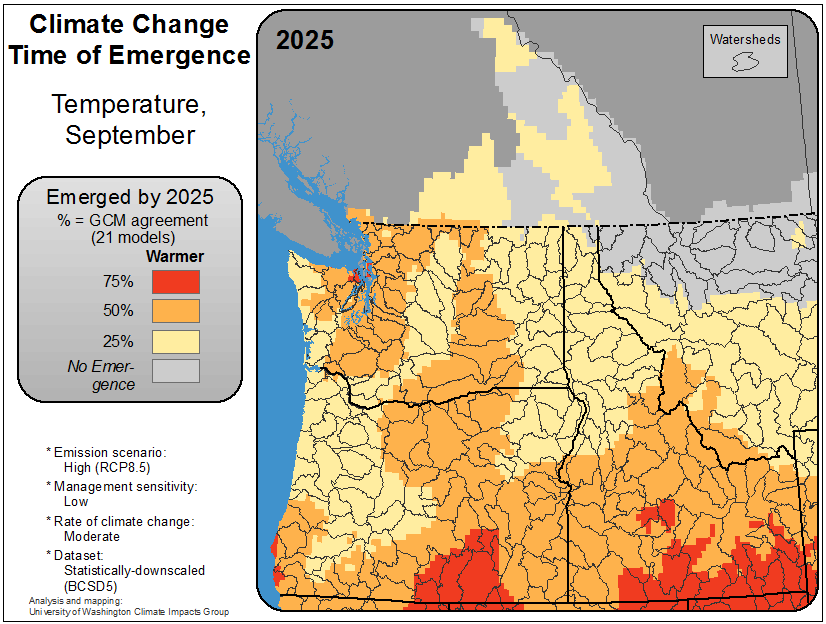 Climate Change
Time of Emergence
Temperature,
September
Emerged by 2025
% = GCM agreement
(21 models)
Warmer
75%
50%
25%
No Emer-
gence
* Emission scenario:
High (RCP8.5)
* Management sensitivity:
Low
* Rate of climate change:
Moderate
* Dataset:
Statistically-downscaled
(BCSD5)
Analysis and mapping:
University of Washington Climate Impacts Group
2025
Watersheds